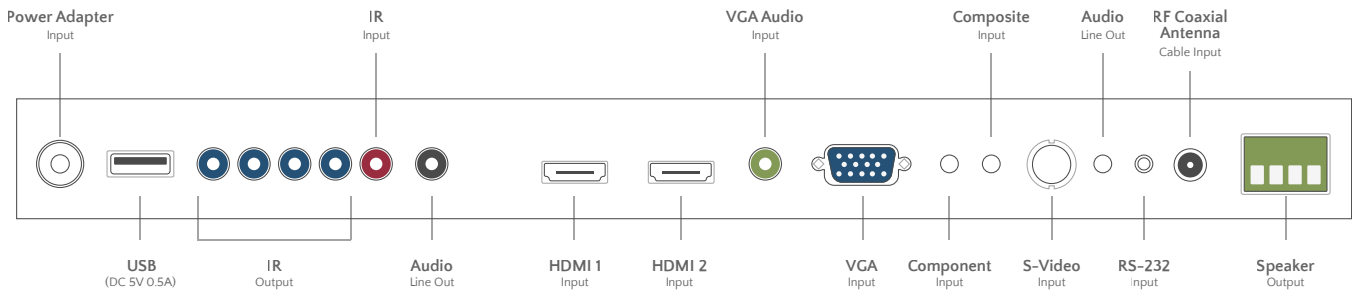 Power Adapter
Input
IR
Input
VGA Audio
Input
Composite
Input
Audio
Line Out
RF Coaxial
Antenna
Cable Input
USB
(DC 5V 0.5A)
IR
Output
Audio
Line Out
HDMI 1
Input
HDMI 2
Input
VGA
Input
Component
Input
S-Video
Input
RS-232
Input
Speaker
Output